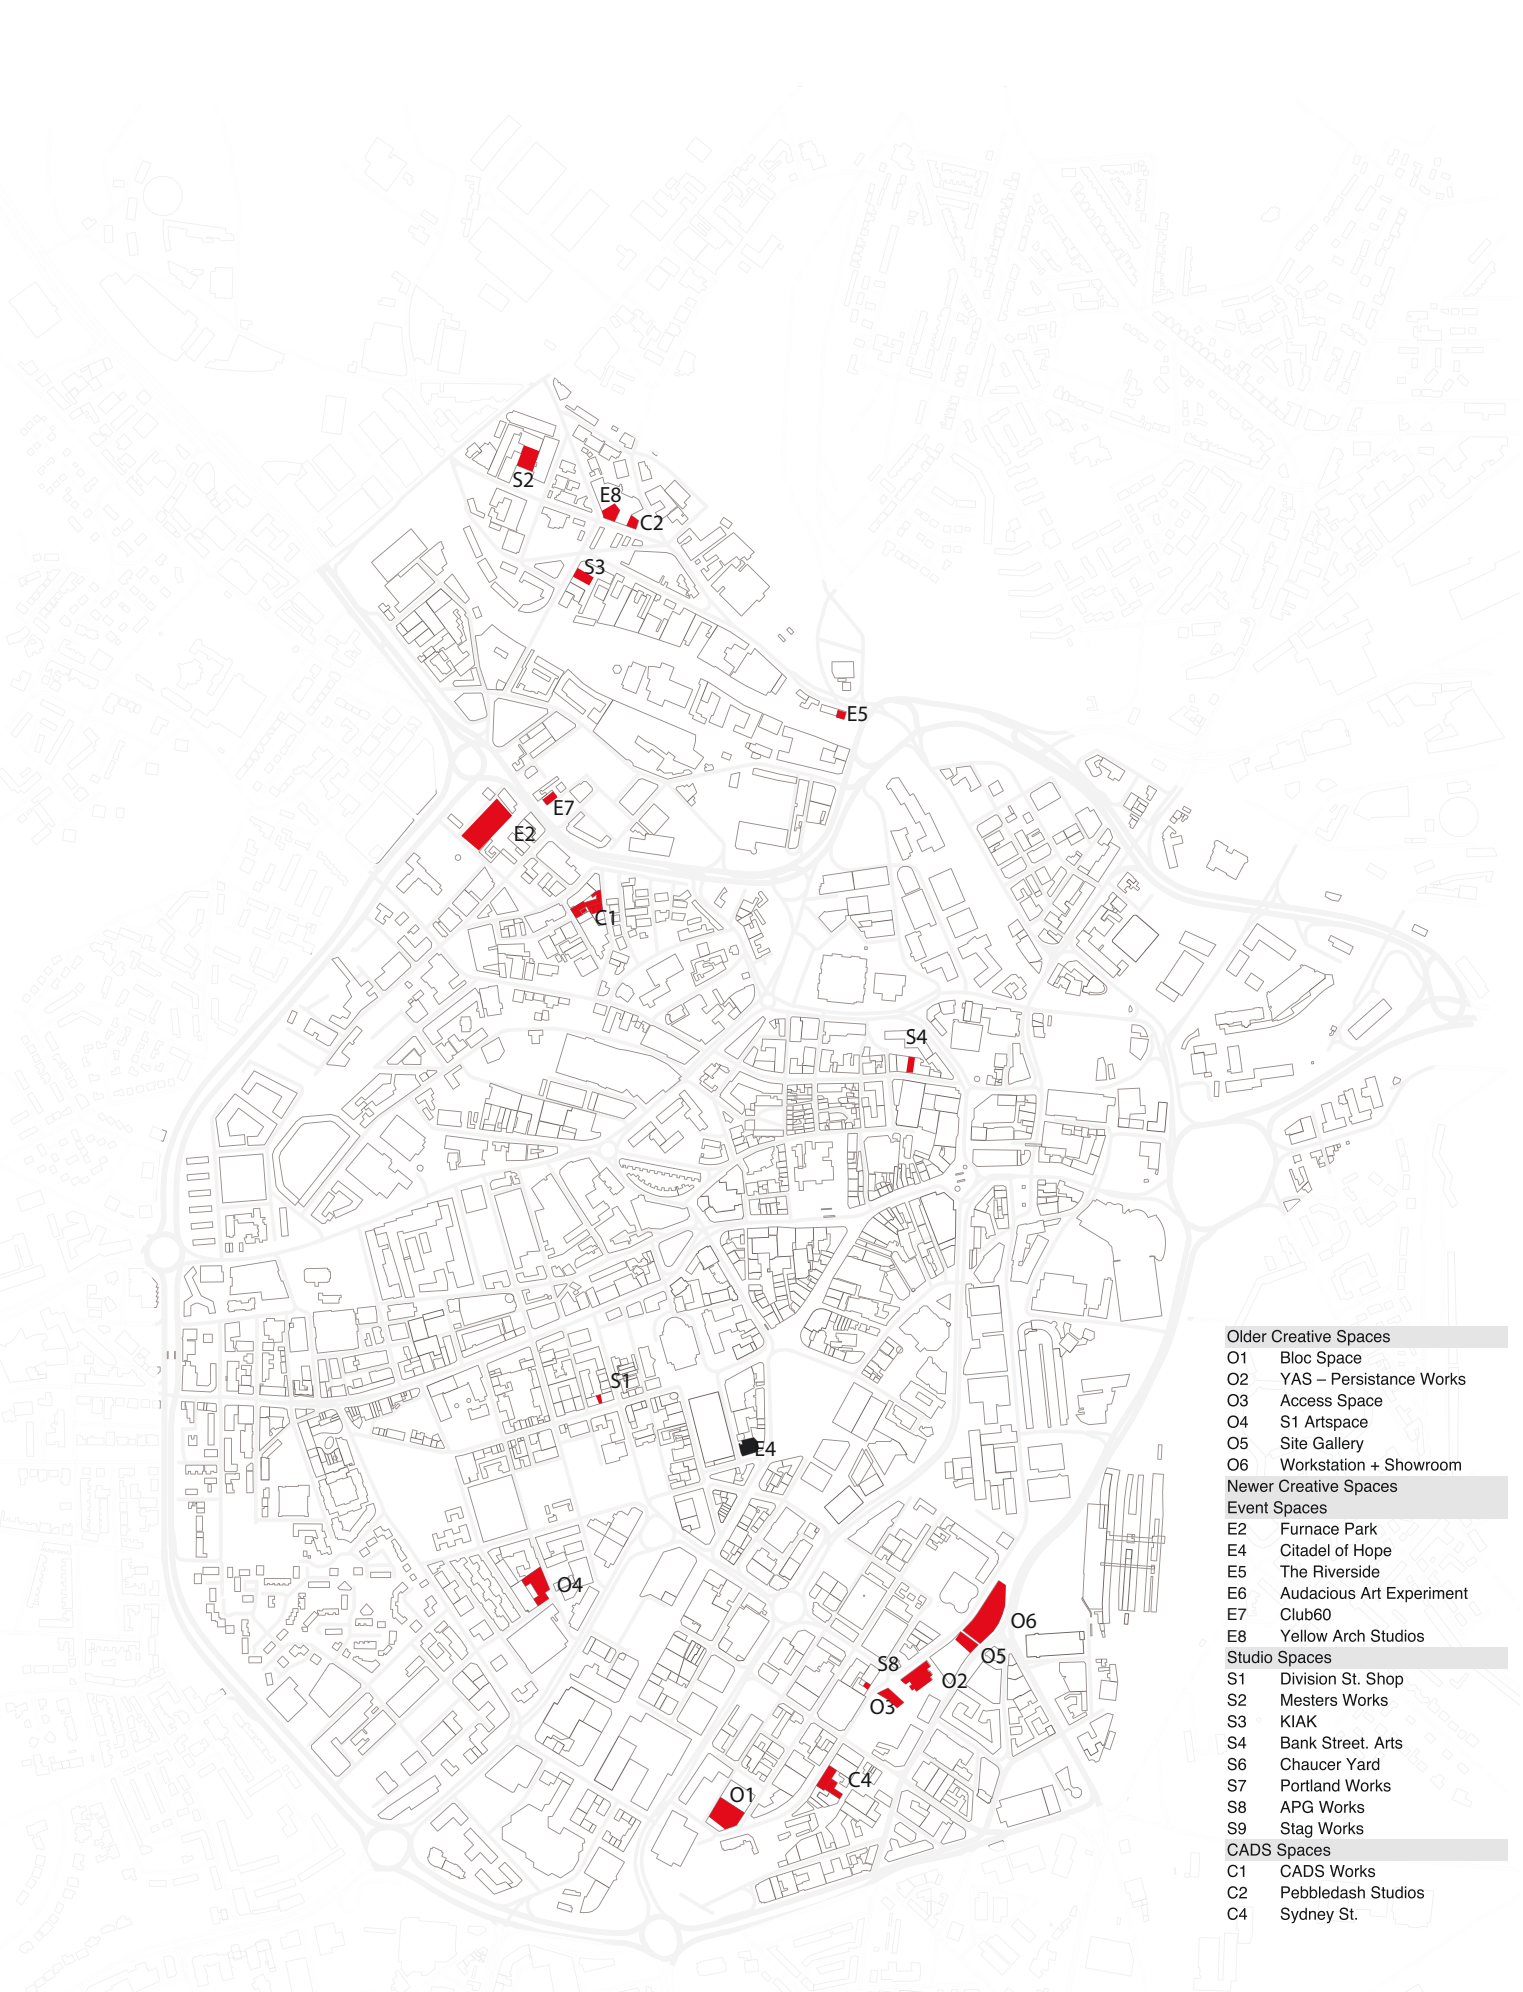 S2
E8
C2
S3
E5
E7
E2
C1
S4
S1
E4
O4
O6
O5
S8
O2
O3
C4
O1
Older Creative Spaces
O1 Bloc Space
O2 YAS – Persistance Works
O3 Access Space
O4 S1 Artspace
O5 Site Gallery
O6 Workstation + Showroom
Newer Creative Spaces
Event Spaces
E2 Furnace Park
E4 Citadel of Hope
E5 The Riverside
E6 Audacious Art Experiment
E7 Club60
E8 Yellow Arch Studios
Studio Spaces
S1 Division St. Shop
S2 Mesters Works
S3 KIAK
S4 Bank Street. Arts
S6 Chaucer Yard
S7 Portland Works
S8 APG Works
S9 Stag Works
CADS Spaces
C1 CADS Works
C2 Pebbledash Studios
C4 Sydney St.